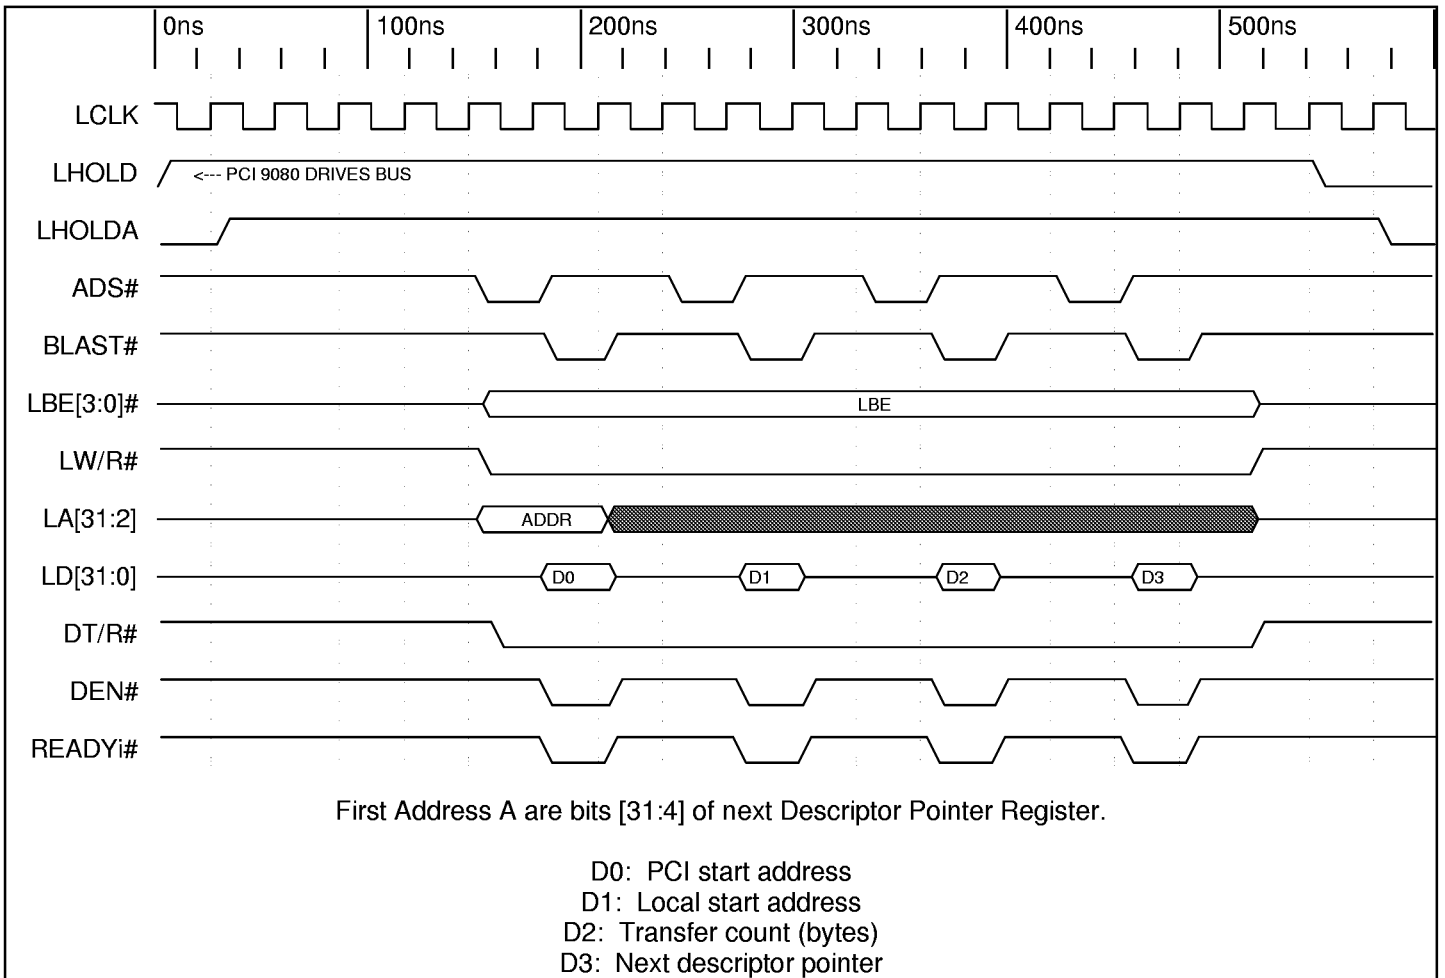 0ns 100ns 200ns 300ns 400ns 500ns
LCLK
LHOLD <--- PCI 9080 DRIVES BUS
LHOLDA
ADS#
BLAST#
LBE[3:0]# LBE
LW/R#
LA[31:2] ADDR
LD[31:0] D0 D1 D2 D3
DT/R#
DEN#
READYi#
First Address A are bits [31:4] of next Descriptor Pointer Register.
D0: PCI start address
D1: Local start address
D2: Transfer count (bytes)
D3: Next descriptor pointer